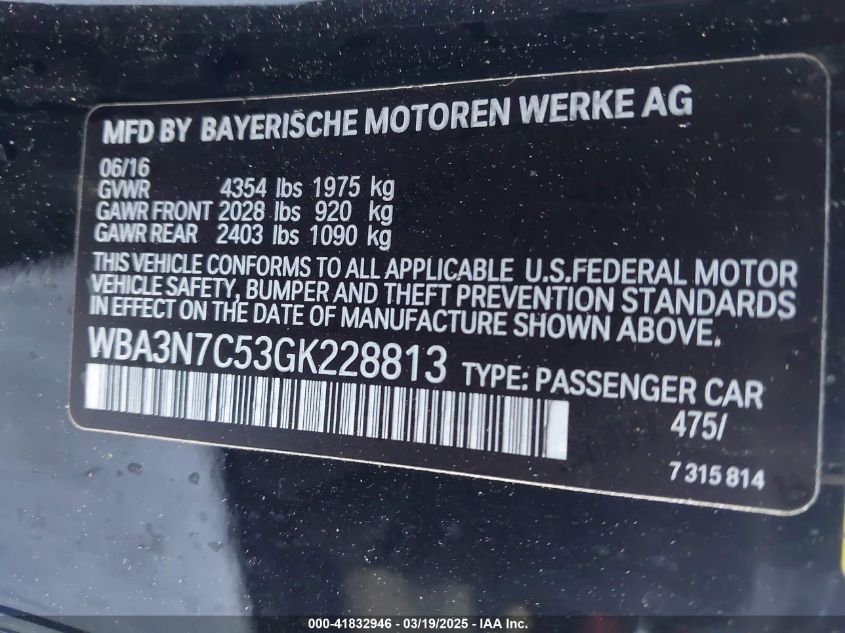 MFD BY BAYERISCHE MOTOREN WERKE AG
06/16
GVWR 4354 lbs 1975 kg
GAWR FRONT 2028 lbs 920 kg
GAWR REAR 2403 lbs 1090 kg
THIS VEHICLE CONFORMS TO ALL APPLICABLE U.S.FEDERAL MOTOR
VEHICLE SAFETY, BUMPER AND THEFT PREVENTION STANDARDS
IN EFFECT ON THE DATE OF MANUFACTURE SHOWN ABOVE.
WBA3N7C53GK228813 TYPE: PASSENGER CAR
475/
7 315 814
000-41832946 - 03/19/2025 - IAA Inc.